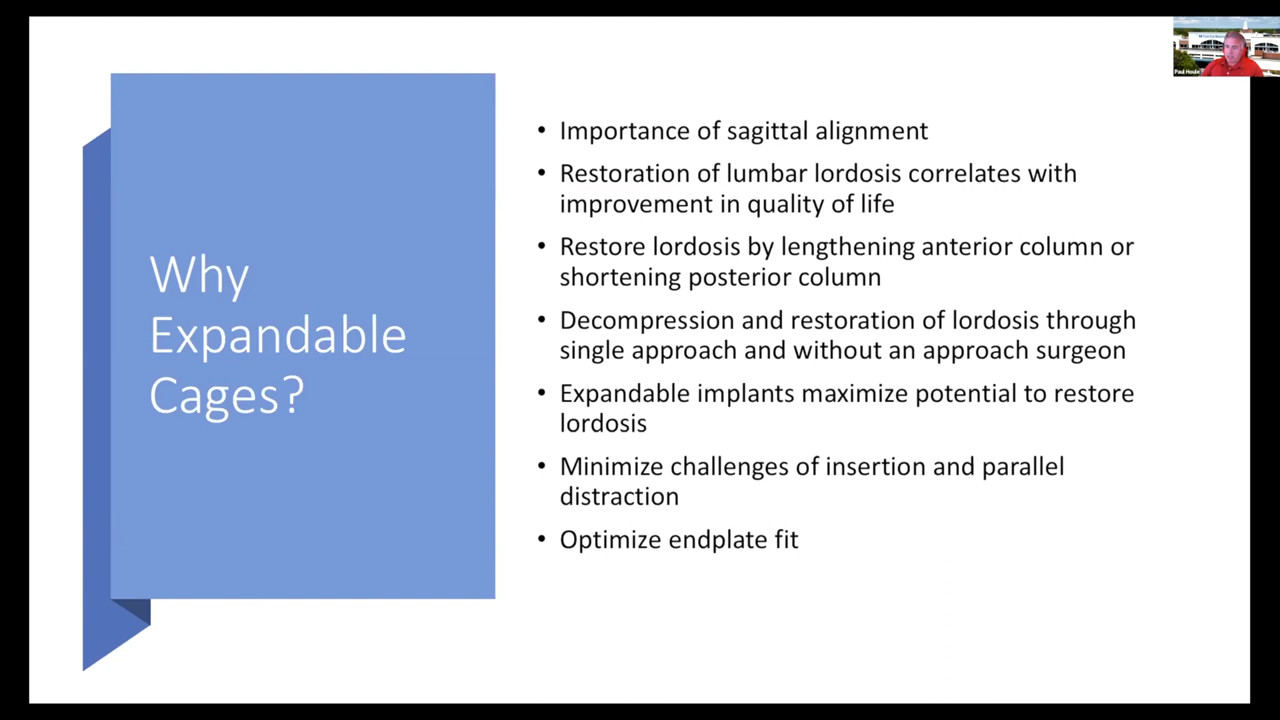 Why
Expandable
Cages?
• Importance of sagittal alignment
• Restoration of lumbar lordosis correlates with
improvement in quality of life
• Restore lordosis by lengthening anterior column or
shortening posterior column
• Decompression and restoration of lordosis through
single approach and without an approach surgeon
• Expandable implants maximize potential to restore
lordosis
• Minimize challenges of insertion and parallel
distraction
• Optimize endplate fit
Paul Houle